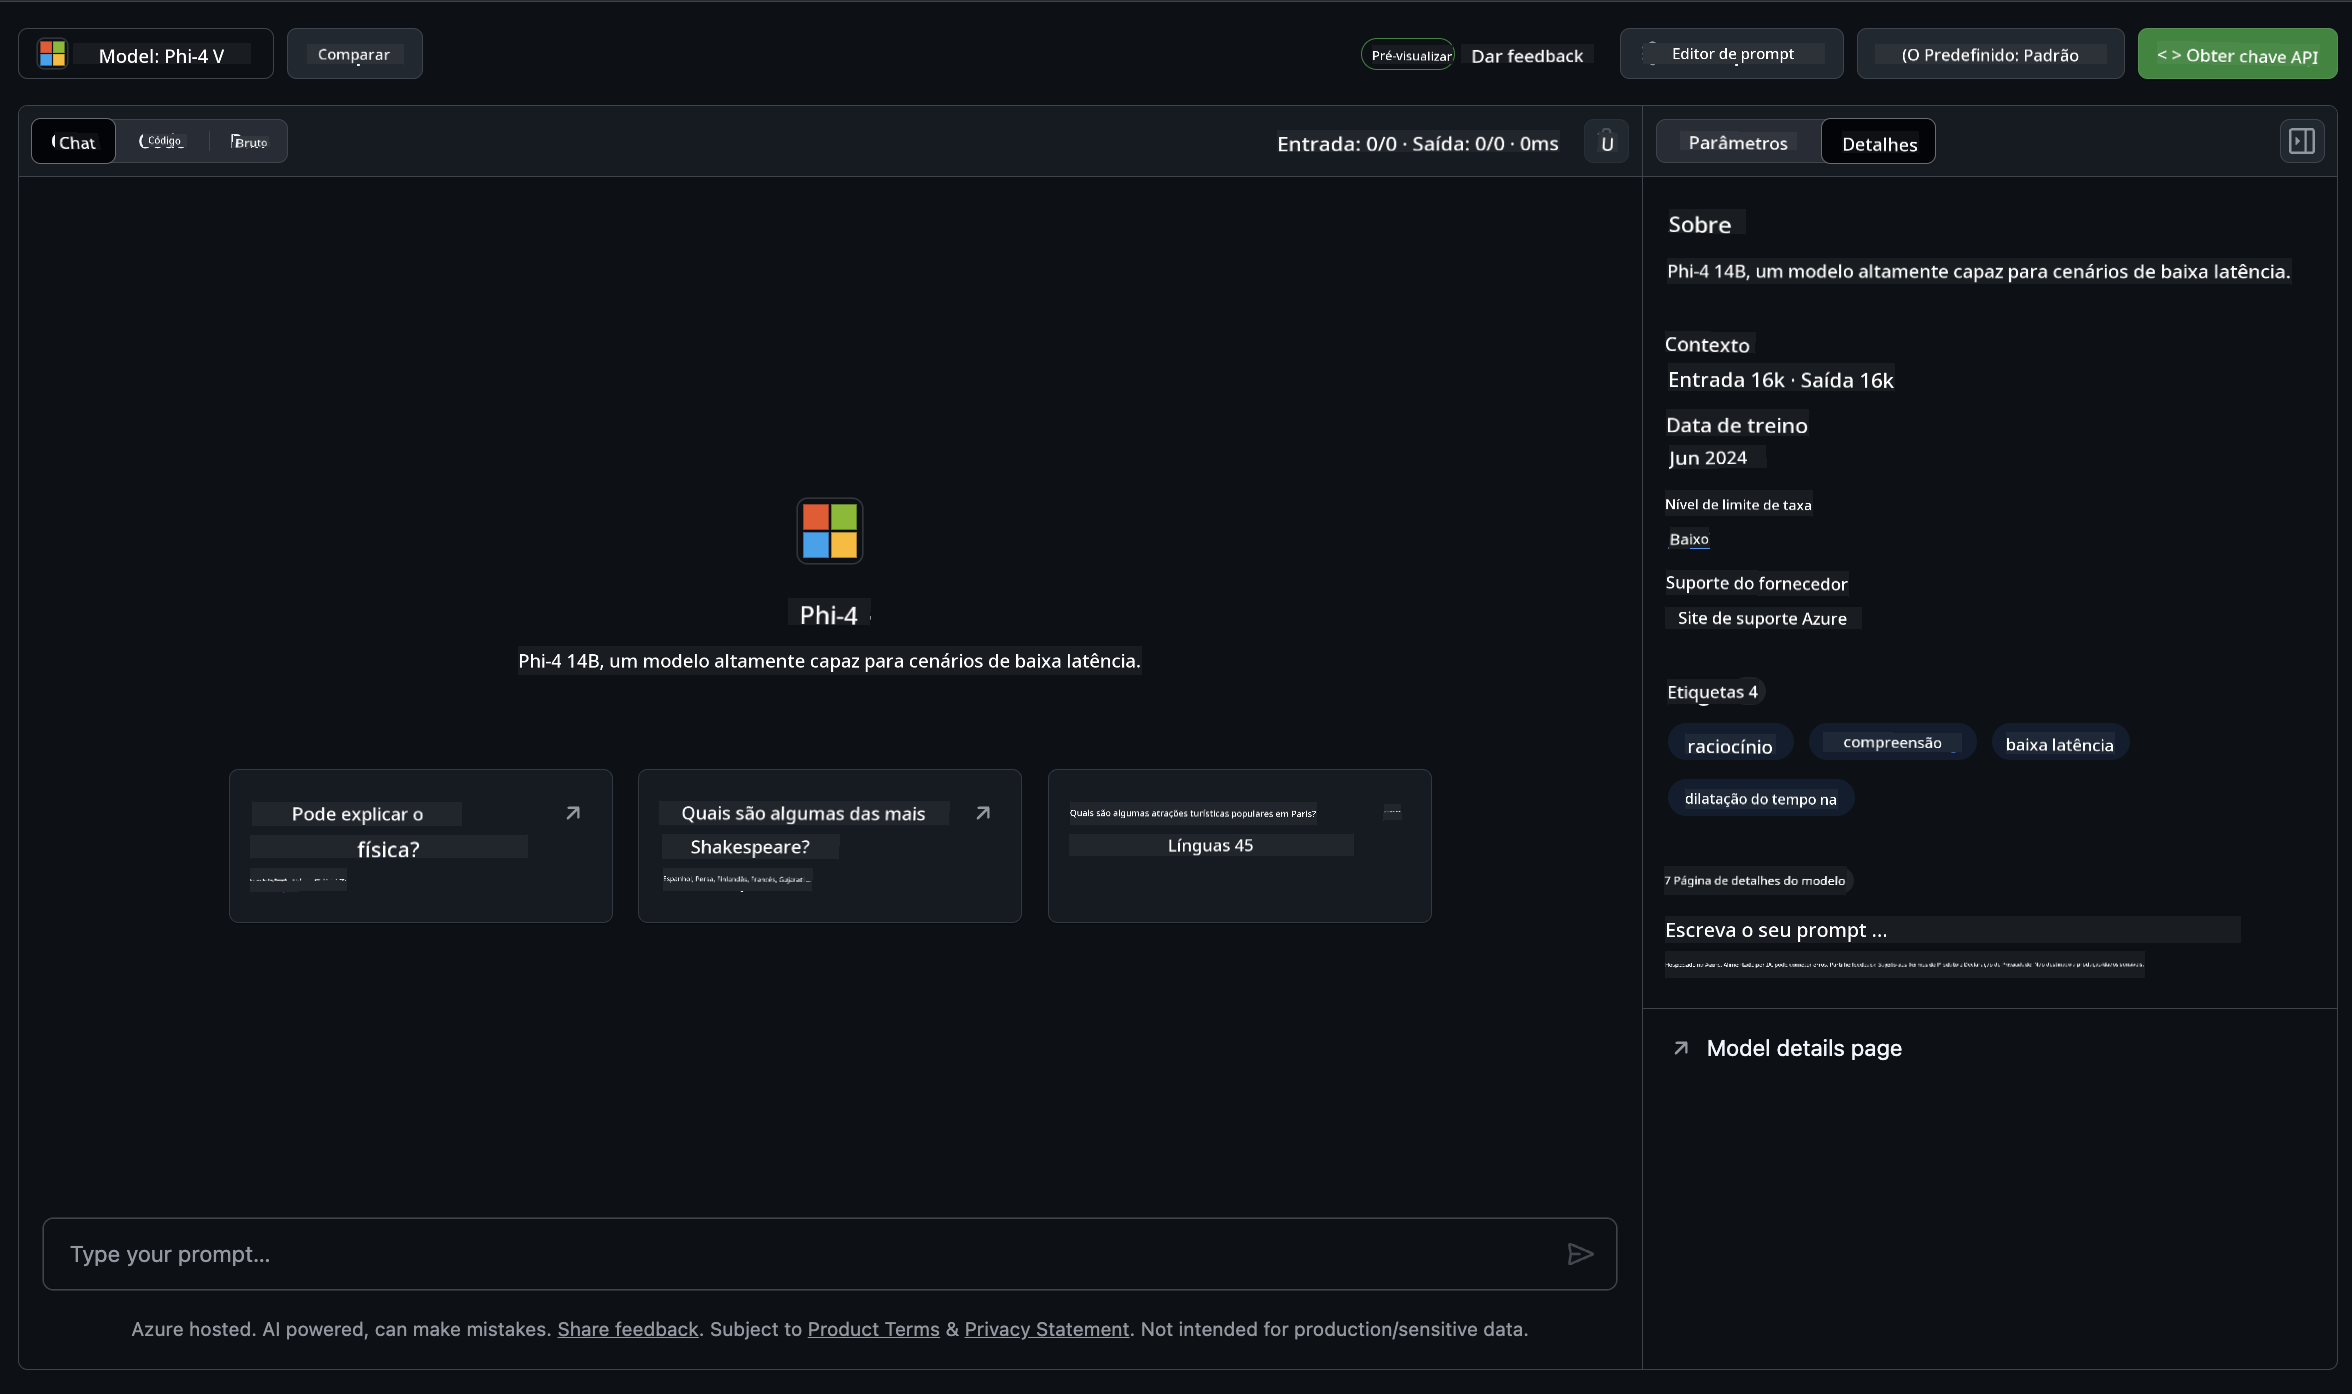 Model: Phi-4 V
Comparar
Pré-visualizar
Dar feedback
Editor de prompt
(O Predefinido: Padrão
< > Obter chave API
Chat
Código
Bruto
Entrada: 0/0 · Saída: 0/0 · 0ms
U
Parâmetros
Detalhes
Phi-4
Phi-4 14B, um modelo altamente capaz para cenários de baixa latência.
Pode explicar o
física?
Quais são algumas das mais
Shakespeare?
Espanhol, Persa, Finlandês, Francês, Gujarati ...
Quais são algumas atrações turísticas populares em Paris?
Línguas 45
Type your prompt...
Azure hosted. AI powered, can make mistakes. Share feedback. Subject to Product Terms & Privacy Statement. Not intended for production/sensitive data.
Sobre
Phi-4 14B, um modelo altamente capaz para cenários de baixa latência.
Contexto
Entrada 16k · Saída 16k
Data de treino
Jun 2024
Nível de limite de taxa
Baixo
Suporte do fornecedor
Site de suporte Azure
Etiquetas 4
raciocínio
compreensão
baixa latência
dilatação do tempo na
7 Página de detalhes do modelo
Escreva o seu prompt ...
Model details page